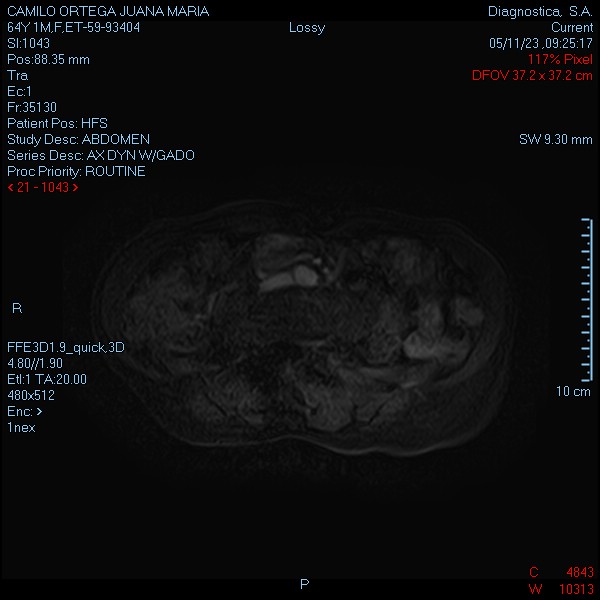 CAMILO ORTEGA JUANA MARIA
64Y 1M,F,ET-59-93404
SI:1043
Pos:88.35 mm
Tra
Ec:1
Fr:35130
Patient Pos: HFS
Study Desc: ABDOMEN
Series Desc: AX DYN W/GADO
Proc Priority: ROUTINE
< 21 - 1043 >
Lossy
Diagnostica, S.A.
Current
05/11/23 ,09:25:17
117% Pixel
DFOV 37.2 x 37.2 cm
SW 9.30 mm
R
FFE3D1.9_quick,3D
4.80//1.90
Etl:1 TA:20.00
480x512
Enc: >
1nex
10 cm
P
C 4843
W 10313